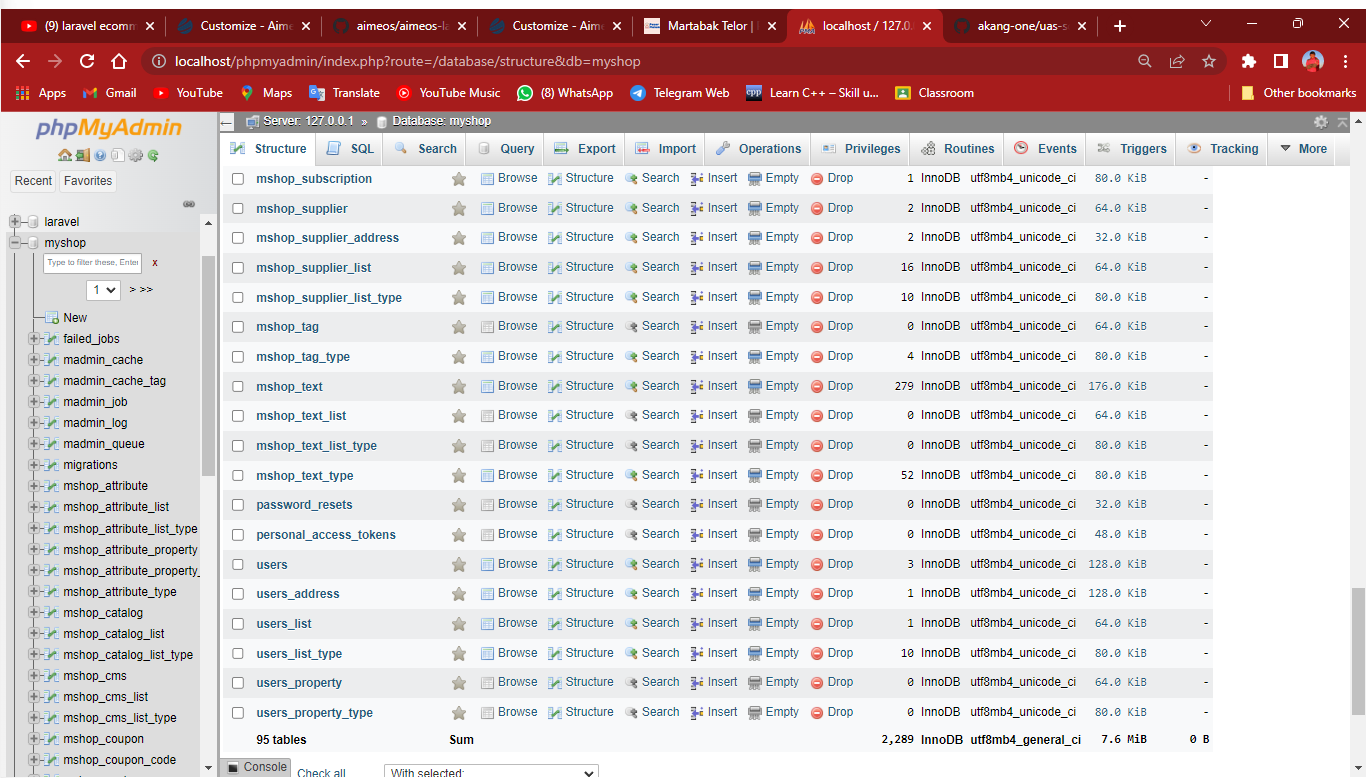 (9) laravel ecomm
Customize - Aime
aimeos/aimeos-la
Customize - Aime
Martabak Telor |
localhost / 127.0.
akang-one/uas-s
localhost/phpmyadmin/index.php?route=/database/structure&db=myshop
Apps Gmail YouTube Maps Translate YouTube Music (8) WhatsApp Telegram Web Learn C++ – Skill u... Classroom Other bookmarks
phpMyAdmin
Recent Favorites
laravel
myshop
Type to filter these, Enter
x
1 > >>
New
failed_jobs
madmin_cache
madmin_cache_tag
madmin_job
madmin_log
madmin_queue
migrations
mshop_attribute
mshop_attribute_list
mshop_attribute_list_type
mshop_attribute_property
mshop_attribute_property_
mshop_attribute_type
mshop_catalog
mshop_catalog_list
mshop_catalog_list_type
mshop_cms
mshop_cms_list
mshop_cms_list_type
mshop_coupon
mshop_coupon_code
Server: 127.0.0.1 » Database: myshop
Structure SQL Search Query Export Import Operations Privileges Routines Events Triggers Tracking More
mshop_subscription Browse Structure Search Insert Empty Drop 1 InnoDB utf8mb4_unicode_ci 80.0 KiB -
mshop_supplier Browse Structure Search Insert Empty Drop 2 InnoDB utf8mb4_unicode_ci 64.0 KiB -
mshop_supplier_address Browse Structure Search Insert Empty Drop 2 InnoDB utf8mb4_unicode_ci 32.0 KiB -
mshop_supplier_list Browse Structure Search Insert Empty Drop 16 InnoDB utf8mb4_unicode_ci 64.0 KiB -
mshop_supplier_list_type Browse Structure Search Insert Empty Drop 10 InnoDB utf8mb4_unicode_ci 80.0 KiB -
mshop_tag Browse Structure Search Insert Empty Drop 0 InnoDB utf8mb4_unicode_ci 64.0 KiB -
mshop_tag_type Browse Structure Search Insert Empty Drop 4 InnoDB utf8mb4_unicode_ci 80.0 KiB -
mshop_text Browse Structure Search Insert Empty Drop 279 InnoDB utf8mb4_unicode_ci 176.0 KiB -
mshop_text_list Browse Structure Search Insert Empty Drop 0 InnoDB utf8mb4_unicode_ci 64.0 KiB -
mshop_text_list_type Browse Structure Search Insert Empty Drop 0 InnoDB utf8mb4_unicode_ci 80.0 KiB -
mshop_text_type Browse Structure Search Insert Empty Drop 52 InnoDB utf8mb4_unicode_ci 80.0 KiB -
password_resets Browse Structure Search Insert Empty Drop 0 InnoDB utf8mb4_unicode_ci 32.0 KiB -
personal_access_tokens Browse Structure Search Insert Empty Drop 0 InnoDB utf8mb4_unicode_ci 48.0 KiB -
users Browse Structure Search Insert Empty Drop 3 InnoDB utf8mb4_unicode_ci 128.0 KiB -
users_address Browse Structure Search Insert Empty Drop 1 InnoDB utf8mb4_unicode_ci 128.0 KiB -
users_list Browse Structure Search Insert Empty Drop 1 InnoDB utf8mb4_unicode_ci 64.0 KiB -
users_list_type Browse Structure Search Insert Empty Drop 10 InnoDB utf8mb4_unicode_ci 80.0 KiB -
users_property Browse Structure Search Insert Empty Drop 0 InnoDB utf8mb4_unicode_ci 64.0 KiB -
users_property_type Browse Structure Search Insert Empty Drop 0 InnoDB utf8mb4_unicode_ci 80.0 KiB -
95 tables Sum 2,289 InnoDB utf8mb4_general_ci 7.6 MiB 0 B
Console Check all With selected: